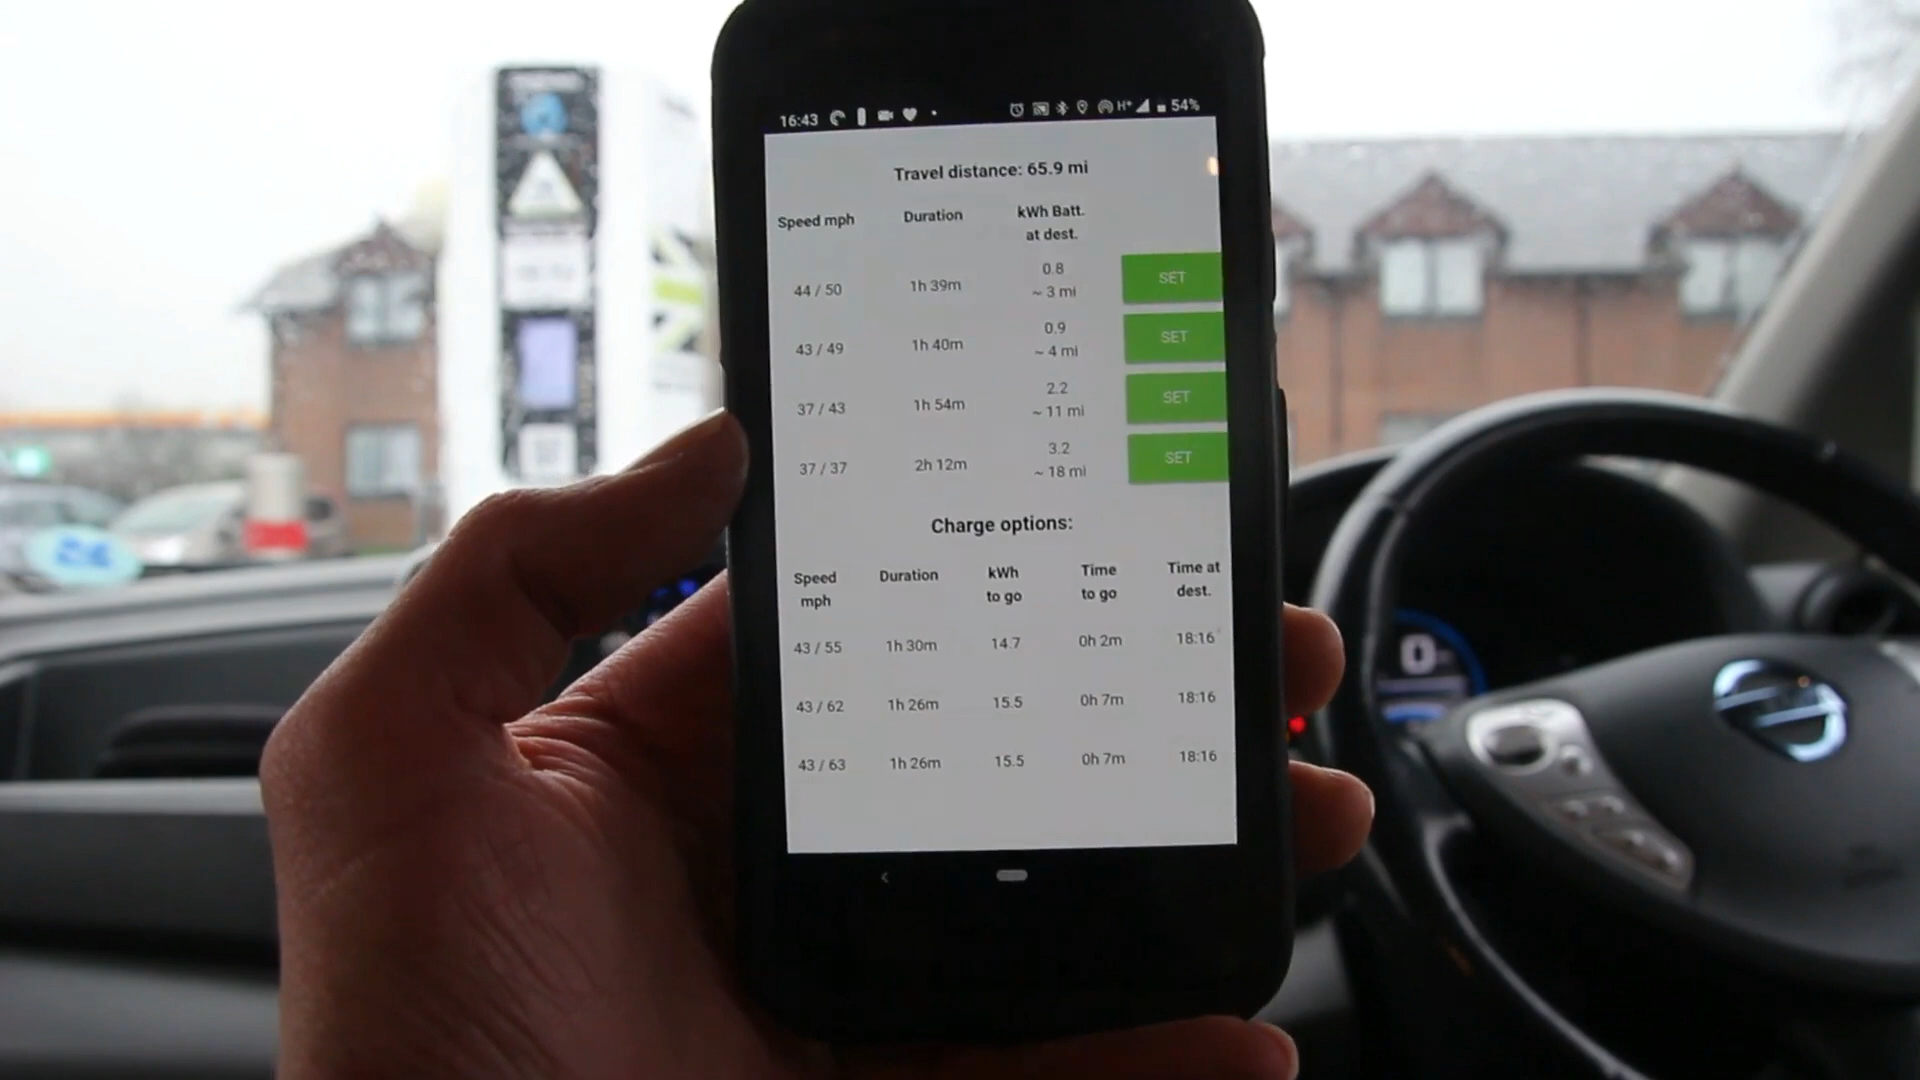 16:43
H+
54%
Travel distance: 65.9 mi
Speed mph Duration kWh Batt. at dest.
44 / 50 1h 39m 0.8 ~ 3 mi SET
43 / 49 1h 40m 0.9 ~ 4 mi SET
37 / 43 1h 54m 2.2 ~ 11 mi SET
37 / 37 2h 12m 3.2 ~ 18 mi SET
Charge options:
Speed mph Duration kWh to go Time to go Time at dest.
43 / 55 1h 30m 14.7 0h 2m 18:16
43 / 62 1h 26m 15.5 0h 7m 18:16
43 / 63 1h 26m 15.5 0h 7m 18:16
0